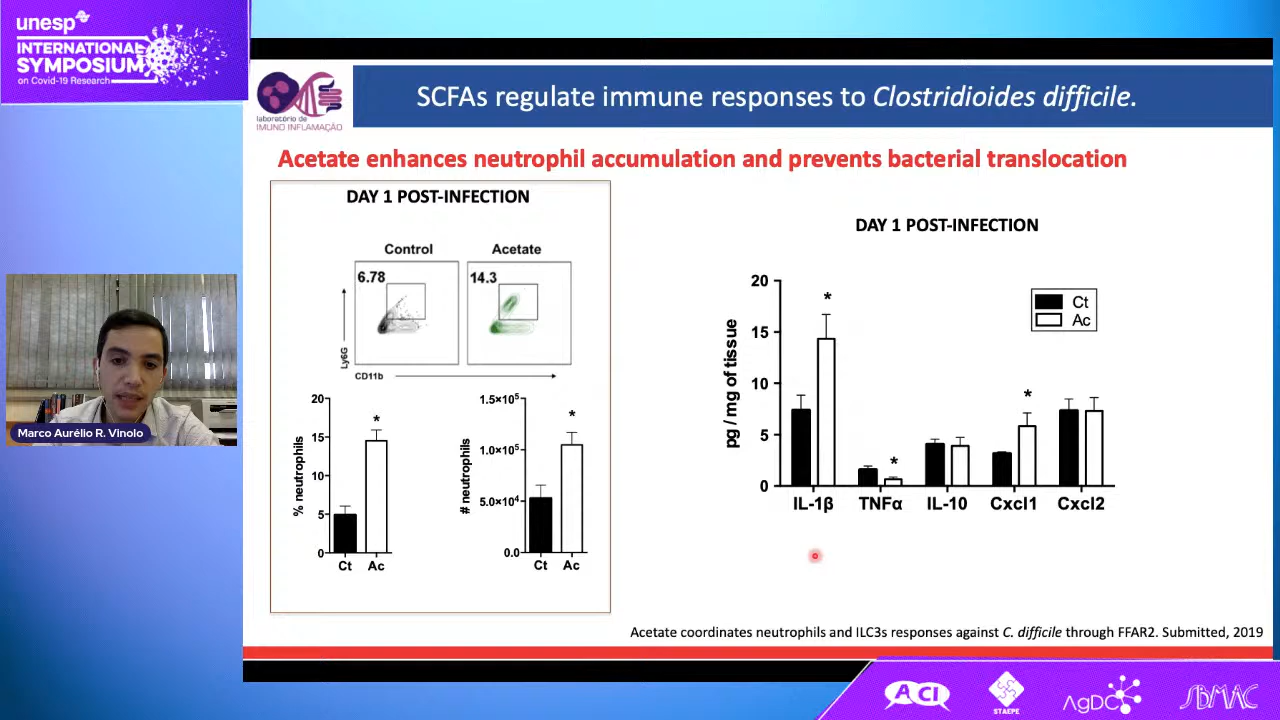 unesp
INTERNATIONAL
SYMPOSIUM
on Covid-19 Research
laboratório de
IMUNO INFLAMAÇÃO
SCFAs regulate immune responses to Clostridioides difficile.
Acetate enhances neutrophil accumulation and prevents bacterial translocation
DAY 1 POST-INFECTION
Control
Acetate
6.78
14.3
Ly6G
CD11b
% neutrophils
20
15
10
5
0
*
Ct
Ac
# neutrophils
1.5×10⁵
1.0×10⁵
5.0×10⁴
0.0
*
Ct
Ac
DAY 1 POST-INFECTION
pg / mg of tissue
20
15
10
5
0
*
*
*
Ct
Ac
IL-1β
TNFα
IL-10
Cxcl1
Cxcl2
Marco Aurélio R. Vinolo
Acetate coordinates neutrophils and ILC3s responses against C. difficile through FFAR2. Submitted, 2019
ACI
STAEPE
AgDC
SBMAC